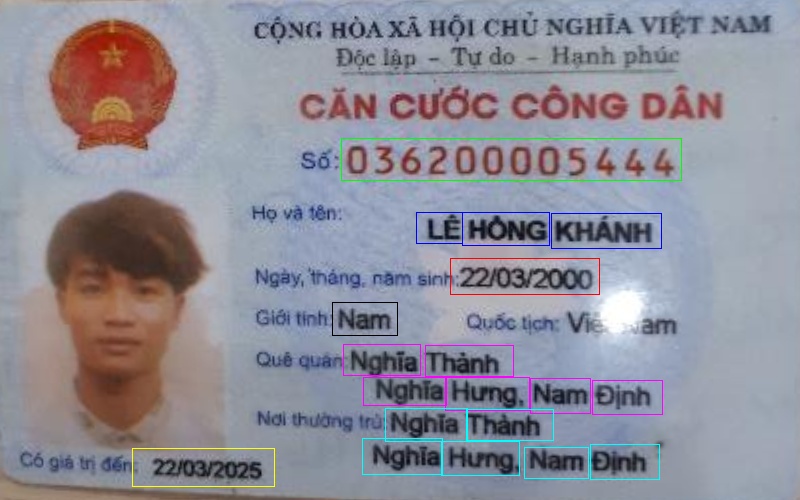 CỘNG HÒA XÃ HỘI CHỦ NGHĨA VIỆT NAM
Độc lập - Tự do - Hạnh phúc
CĂN CƯỚC CÔNG DÂN
Số: 036200005444
Họ và tên:
LÊ HỒNG KHÁNH
Ngày, tháng, năm sinh: 22/03/2000
Giới tính: Nam Quốc tịch: Việt Nam
Quê quán: Nghĩa Thành
Nghĩa Hưng, Nam Định
Nơi thường trú: Nghĩa Thành
Nghĩa Hưng, Nam Định
Có giá trị đến: 22/03/2025